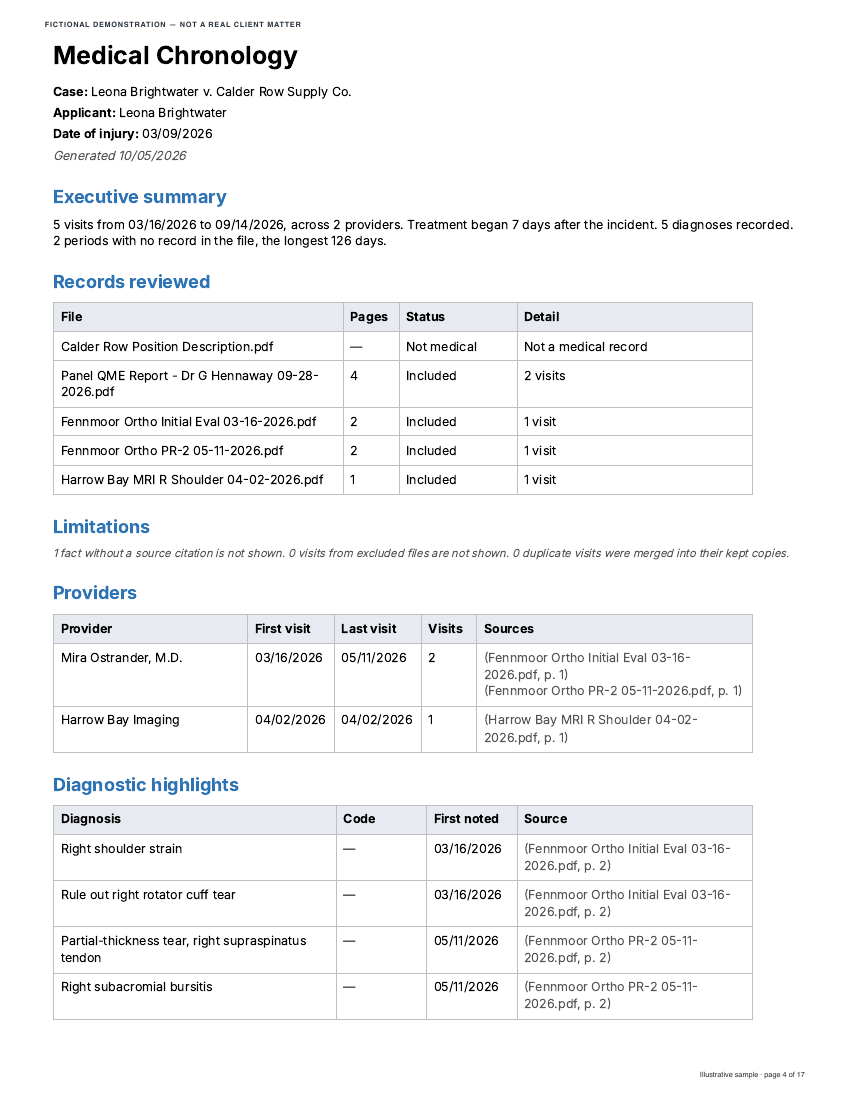 FICTIONAL DEMONSTRATION — NOT A REAL CLIENT MATTER
Medical Chronology
Case: Leona Brightwater v. Calder Row Supply Co.
Applicant: Leona Brightwater
Date of injury: 03/09/2026
Generated 10/05/2026
Executive summary
5 visits from 03/16/2026 to 09/14/2026, across 2 providers. Treatment began 7 days after the incident. 5 diagnoses recorded.
2 periods with no record in the file, the longest 126 days.
Records reviewed
File Pages Status Detail
Calder Row Position Description.pdf — Not medical Not a medical record
Panel QME Report - Dr G Hennaway 09-28- 4 Included 2 visits
2026.pdf
Fennmoor Ortho Initial Eval 03-16-2026.pdf 2 Included 1 visit
Fennmoor Ortho PR-2 05-11-2026.pdf 2 Included 1 visit
Harrow Bay MRI R Shoulder 04-02-2026.pdf 1 Included 1 visit
Limitations
1 fact without a source citation is not shown. 0 visits from excluded files are not shown. 0 duplicate visits were merged into their kept copies.
Providers
Provider First visit Last visit Visits Sources
Mira Ostrander, M.D. 03/16/2026 05/11/2026 2 (Fennmoor Ortho Initial Eval 03-16-
2026.pdf, p. 1)
(Fennmoor Ortho PR-2 05-11-2026.pdf, p. 1)
Harrow Bay Imaging 04/02/2026 04/02/2026 1 (Harrow Bay MRI R Shoulder 04-02-
2026.pdf, p. 1)
Diagnostic highlights
Diagnosis Code First noted Source
Right shoulder strain — 03/16/2026 (Fennmoor Ortho Initial Eval 03-16-
2026.pdf, p. 2)
Rule out right rotator cuff tear — 03/16/2026 (Fennmoor Ortho Initial Eval 03-16-
2026.pdf, p. 2)
Partial-thickness tear, right supraspinatus — 05/11/2026 (Fennmoor Ortho PR-2 05-11-
tendon 2026.pdf, p. 2)
Right subacromial bursitis — 05/11/2026 (Fennmoor Ortho PR-2 05-11-
2026.pdf, p. 2)
Illustrative sample · page 4 of 17